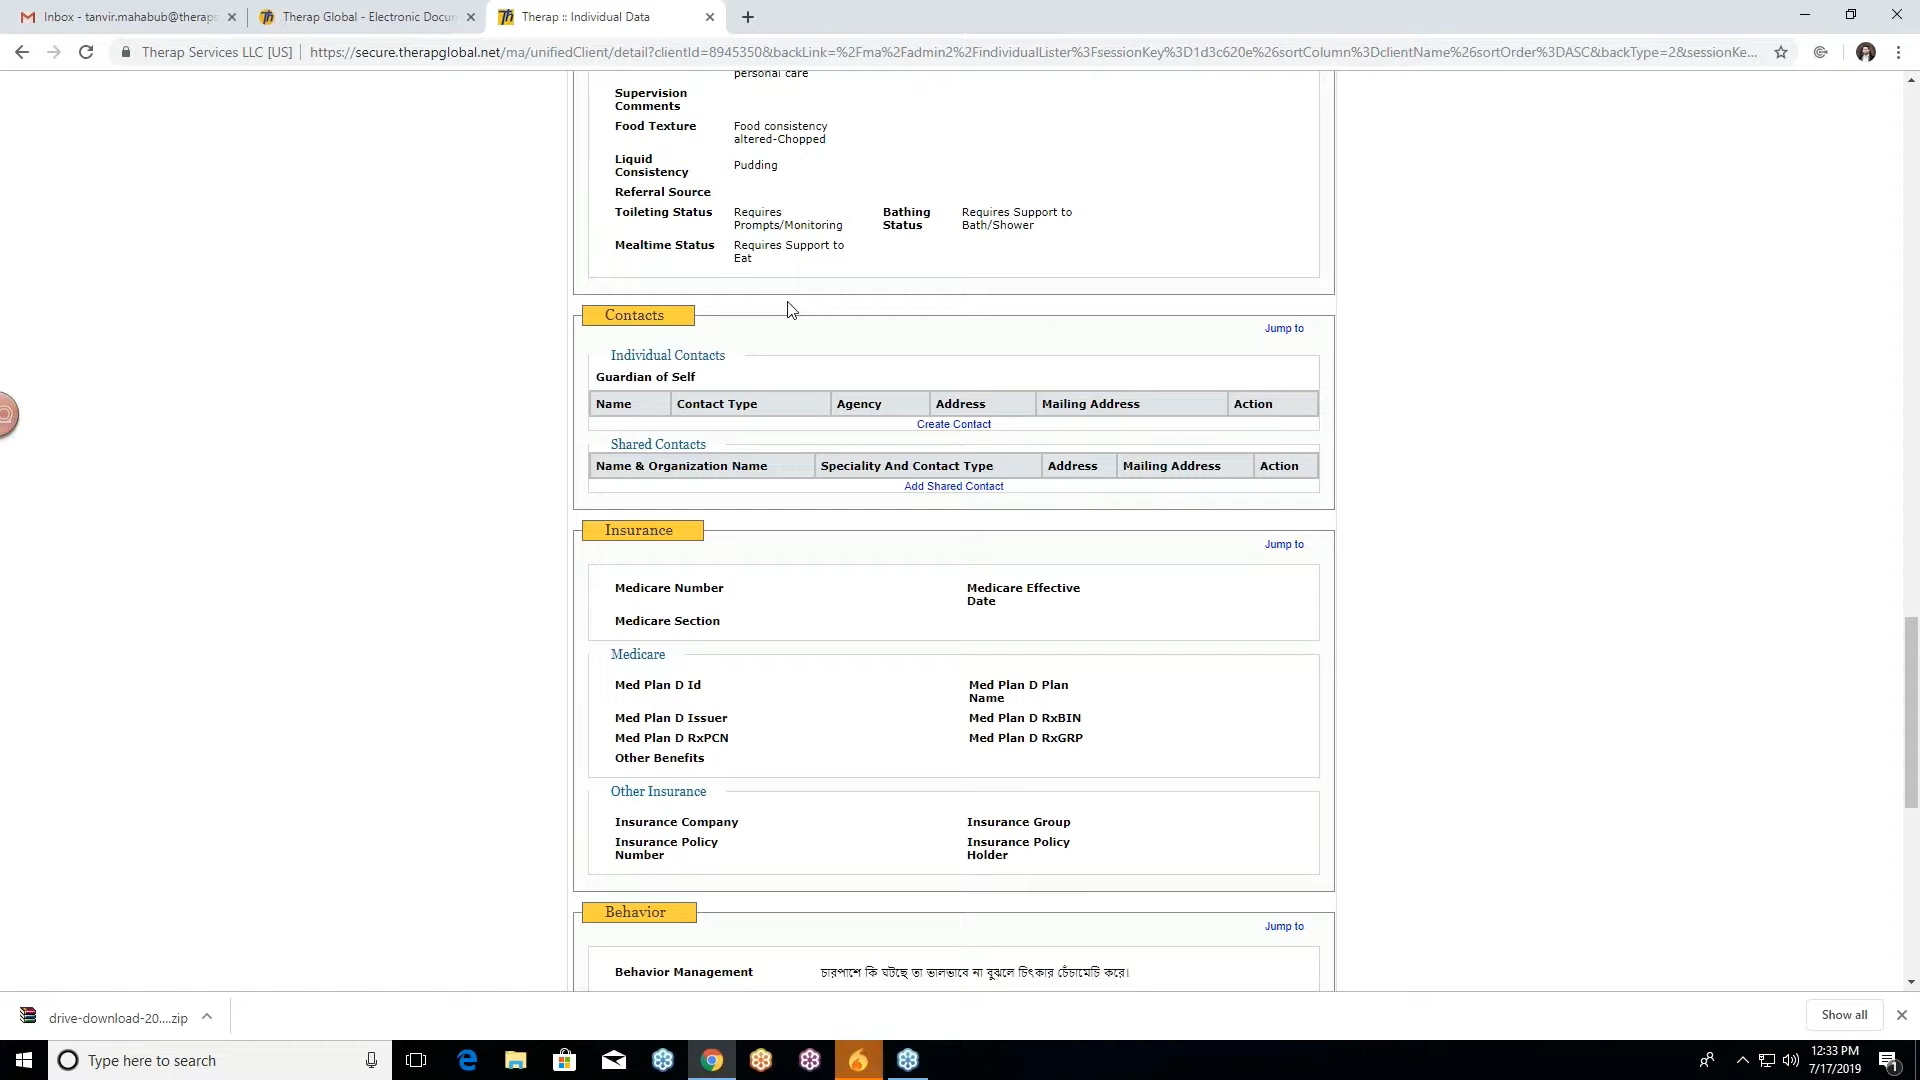 Inbox - tanvir.mahabub@therap
Therap Global - Electronic Docu
Therap :: Individual Data
Therap Services LLC [US]
https://secure.therapglobal.net/ma/unifiedClient/detail?clientId=8945350&backLink=%2Fma%2Fadmin2%2FindividualLister%3FsessionKey%3D1d3c620e%26sortColumn%3DclientName%26sortOrder%3DASC&backType=2&sessionKe...
personal care
Supervision
Comments
Food Texture
Food consistency
altered-Chopped
Liquid
Consistency
Pudding
Referral Source
Toileting Status
Requires
Prompts/Monitoring
Bathing
Status
Requires Support to
Bath/Shower
Mealtime Status
Requires Support to
Eat
Contacts
Jump to
Individual Contacts
Guardian of Self
Name Contact Type Agency Address Mailing Address Action
Create Contact
Shared Contacts
Name & Organization Name Speciality And Contact Type Address Mailing Address Action
Add Shared Contact
Insurance
Jump to
Medicare Number
Medicare Effective
Date
Medicare Section
Medicare
Med Plan D Id
Med Plan D Plan
Name
Med Plan D Issuer Med Plan D RxBIN
Med Plan D RxPCN Med Plan D RxGRP
Other Benefits
Other Insurance
Insurance Company Insurance Group
Insurance Policy
Number
Insurance Policy
Holder
Behavior
Jump to
Behavior Management চারপাশে কি ঘটছে তা ভালভাবে না বুঝলে চিৎকার চেঁচামেচি করে।
drive-download-20....zip
Show all
Type here to search
12:33 PM
7/17/2019
1